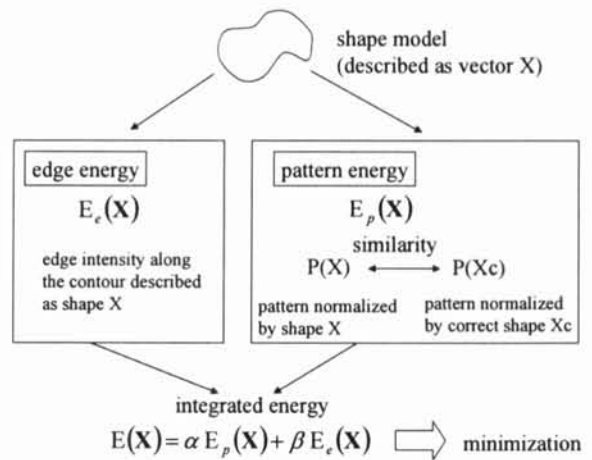 shape model
(described as vector X)
edge energy
E_e(X)
edge intensity along
the contour described
as shape X
pattern energy
E_p(X)
similarity
P(X) ⟷ P(Xc)
pattern normalized
by shape X
pattern normalized
by correct shape Xc
integrated energy
E(X) = α E_p(X) + β E_e(X)
minimization